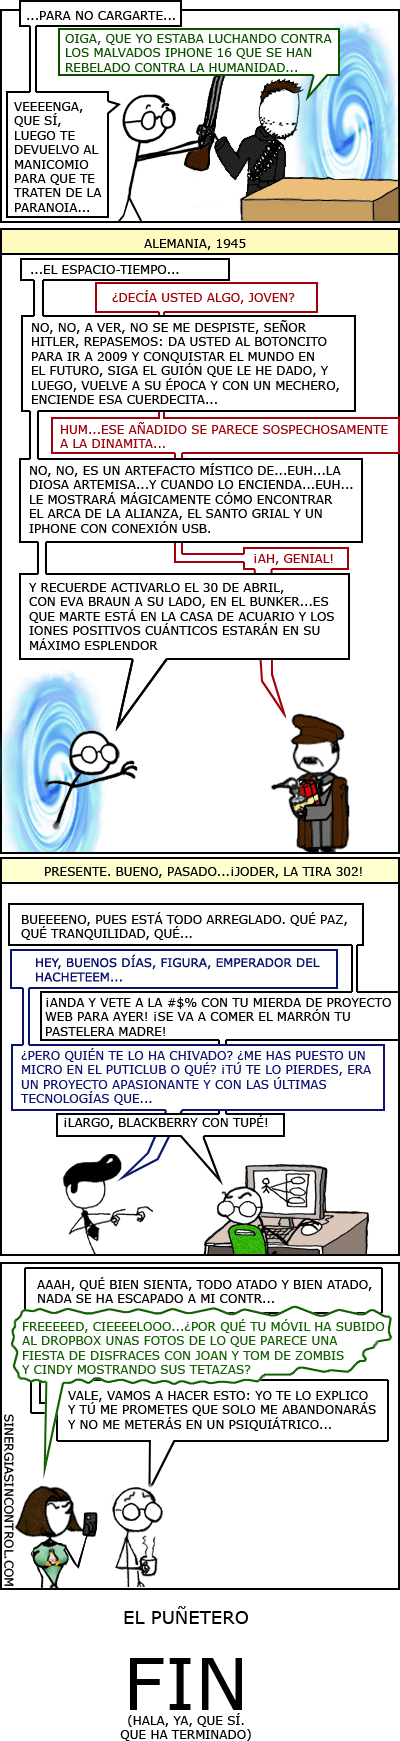 ...PARA NO CARGARTE...
OIGA, QUE YO ESTABA LUCHANDO CONTRA
LOS MALVADOS IPHONE 16 QUE SE HAN
REBELADO CONTRA LA HUMANIDAD...
VEEEENGA,
QUE SÍ,
LUEGO TE
DEVUELVO AL
MANICOMIO
PARA QUE TE
TRATEN DE LA
PARANOIA...
ALEMANIA, 1945
...EL ESPACIO-TIEMPO...
¿DECÍA USTED ALGO, JOVEN?
NO, NO, A VER, NO SE ME DESPISTE, SEÑOR
HITLER, REPASEMOS: DA USTED AL BOTONCITO
PARA IR A 2009 Y CONQUISTAR EL MUNDO EN
EL FUTURO, SIGA EL GUIÓN QUE LE HE DADO, Y
LUEGO, VUELVE A SU ÉPOCA Y CON UN MECHERO,
ENCIENDE ESA CUERDECITA...
HUM...ESE AÑADIDO SE PARECE SOSPECHOSAMENTE
A LA DINAMITA...
NO, NO, ES UN ARTEFACTO MÍSTICO DE...EUH...LA
DIOSA ARTEMISA...Y CUANDO LO ENCIENDA...EUH...
LE MOSTRARÁ MÁGICAMENTE CÓMO ENCONTRAR
EL ARCA DE LA ALIANZA, EL SANTO GRIAL Y UN
IPHONE CON CONEXIÓN USB.
¡AH, GENIAL!
Y RECUERDE ACTIVARLO EL 30 DE ABRIL,
CON EVA BRAUN A SU LADO, EN EL BUNKER...ES
QUE MARTE ESTÁ EN LA CASA DE ACUARIO Y LOS
IONES POSITIVOS CUÁNTICOS ESTARÁN EN SU
MÁXIMO ESPLENDOR
PRESENTE. BUENO, PASADO...¡JODER, LA TIRA 302!
BUEEEENO, PUES ESTÁ TODO ARREGLADO. QUÉ PAZ,
QUÉ TRANQUILIDAD, QUÉ...
HEY, BUENOS DÍAS, FIGURA, EMPERADOR DEL
HACHETEEM...
¡ANDA Y VETE A LA #$% CON TU MIERDA DE PROYECTO
WEB PARA AYER! ¡SE VA A COMER EL MARRÓN TU
PASTELERA MADRE!
¿PERO QUIÉN TE LO HA CHIVADO? ¿ME HAS PUESTO UN
MICRO EN EL PUTICLUB O QUÉ? ¡TÚ TE LO PIERDES, ERA
UN PROYECTO APASIONANTE Y CON LAS ÚLTIMAS
TECNOLOGÍAS QUE...
¡LARGO, BLACKBERRY CON TUPÉ!
AAAH, QUÉ BIEN SIENTA, TODO ATADO Y BIEN ATADO,
NADA SE HA ESCAPADO A MI CONTR...
FREEEEED, CIEEEELOOO...¿POR QUÉ TU MÓVIL HA SUBIDO
AL DROPBOX UNAS FOTOS DE LO QUE PARECE UNA
FIESTA DE DISFRACES CON JOAN Y TOM DE ZOMBIS
Y CINDY MOSTRANDO SUS TETAZAS?
VALE, VAMOS A HACER ESTO: YO TE LO EXPLICO
Y TÚ ME PROMETES QUE SOLO ME ABANDONARÁS
Y NO ME METERÁS EN UN PSIQUIÁTRICO...
SINERGIASINCONTROL.COM
EL PUÑETERO
FIN
(HALA, YA, QUE SÍ.
QUE HA TERMINADO)